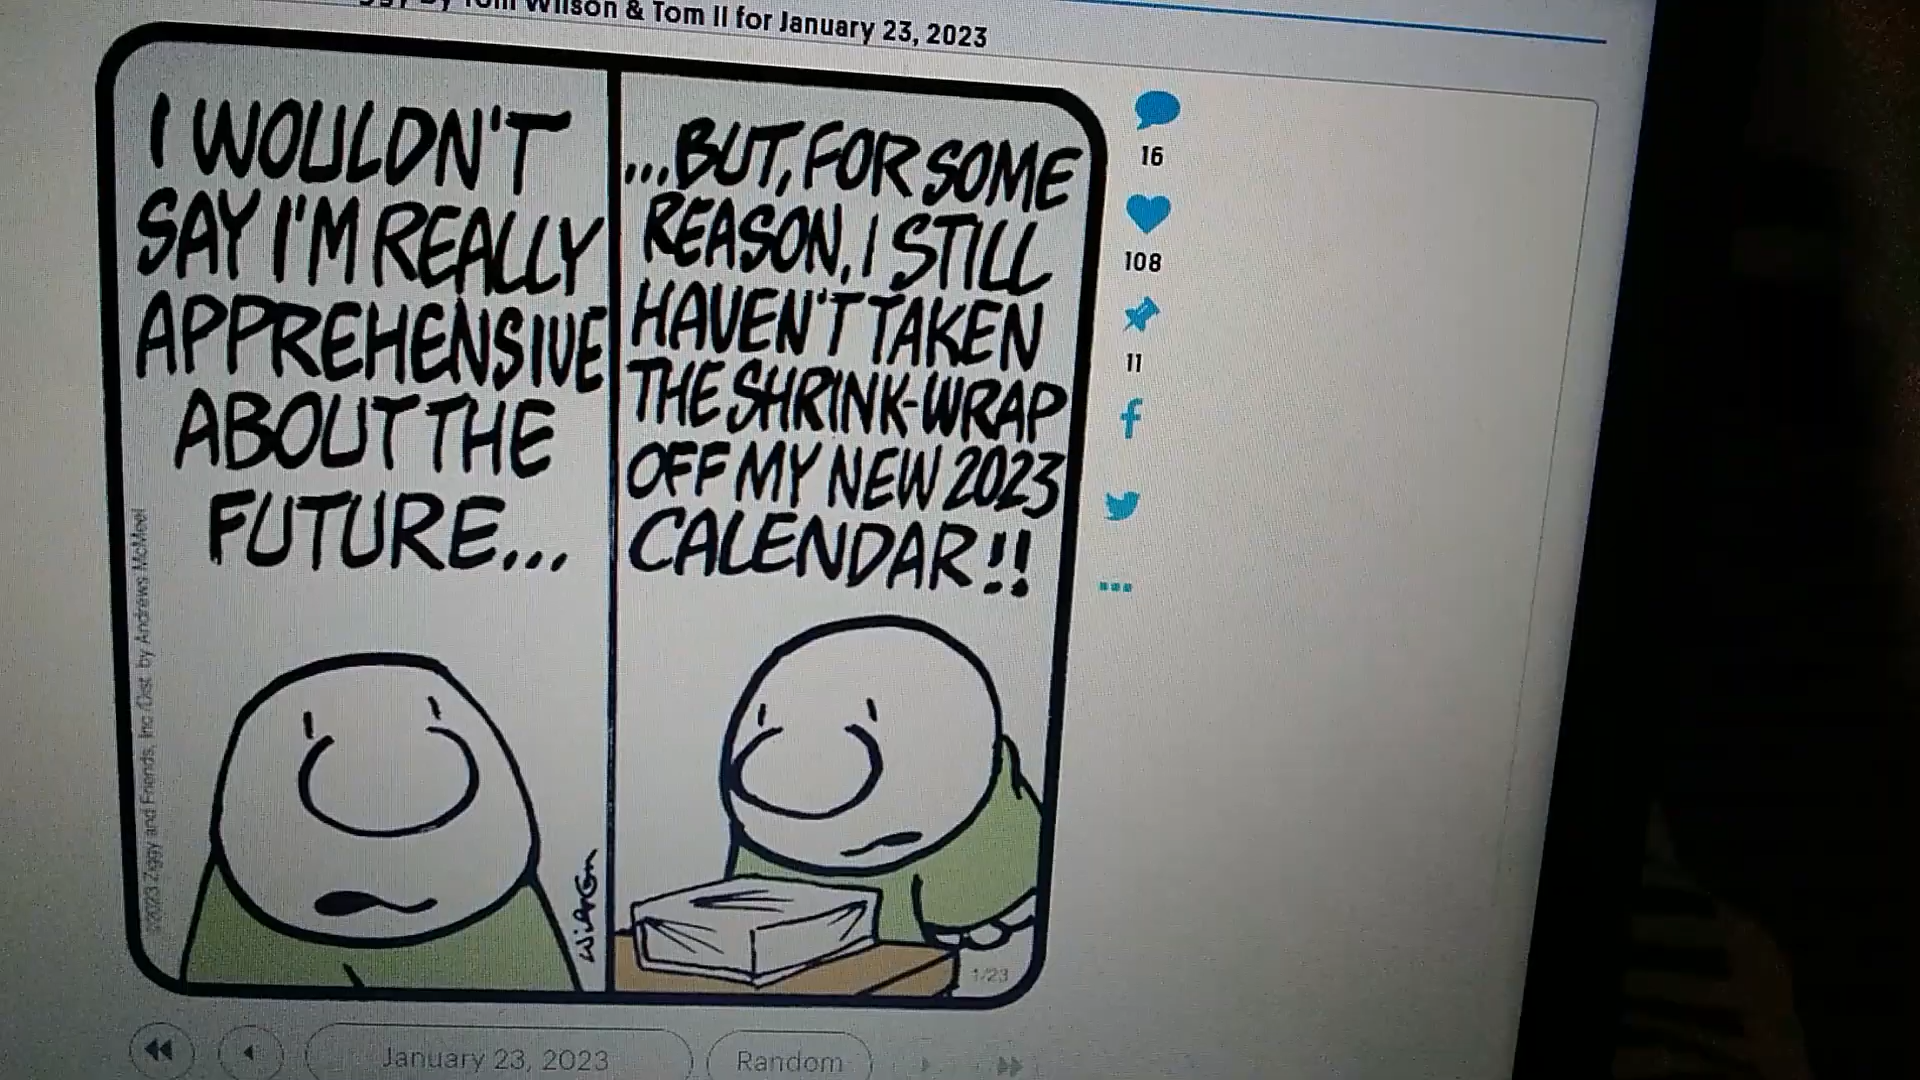 Wilson & Tom II for January 23, 2023
I WOULDN'T
SAY I'M REALLY
APPREHENSIVE
ABOUT THE
FUTURE...
...BUT, FOR SOME
REASON, I STILL
HAVEN'T TAKEN
THE SHRINK-WRAP
OFF MY NEW 2023
CALENDAR!!
©2023 Ziggy and Friends, Inc./Dist. by Andrews McMeel
WILSON
1/23
16
108
11
January 23, 2023
Random